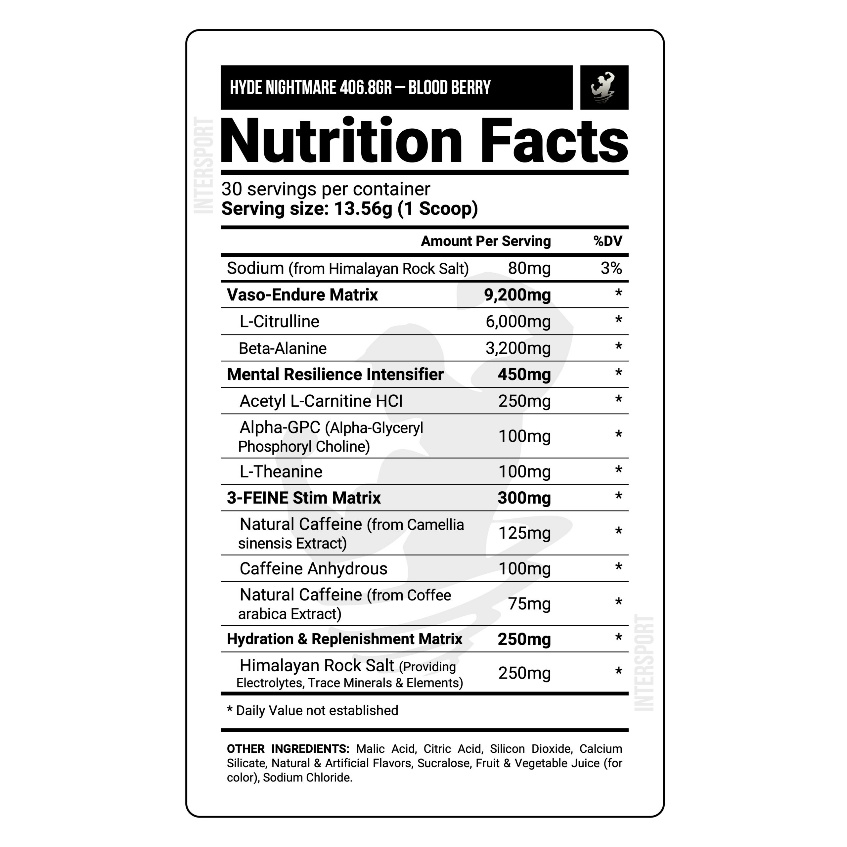 HYDE NIGHTMARE 406.8GR – BLOOD BERRY
Nutrition Facts
30 servings per container
Serving size: 13.56g (1 Scoop)
Amount Per Serving %DV
Sodium (from Himalayan Rock Salt) 80mg 3%
Vaso-Endure Matrix 9,200mg *
L-Citrulline 6,000mg *
Beta-Alanine 3,200mg *
Mental Resilience Intensifier 450mg *
Acetyl L-Carnitine HCI 250mg *
Alpha-GPC (Alpha-Glyceryl
Phosphoryl Choline) 100mg *
L-Theanine 100mg *
3-FEINE Stim Matrix 300mg *
Natural Caffeine (from Camellia
sinensis Extract) 125mg *
Caffeine Anhydrous 100mg *
Natural Caffeine (from Coffee
arabica Extract) 75mg *
Hydration & Replenishment Matrix 250mg *
Himalayan Rock Salt (Providing
Electrolytes, Trace Minerals & Elements) 250mg *
* Daily Value not established
OTHER INGREDIENTS: Malic Acid, Citric Acid, Silicon Dioxide, Calcium
Silicate, Natural & Artificial Flavors, Sucralose, Fruit & Vegetable Juice (for
color), Sodium Chloride.
INTERSPORT
INTERSPORT